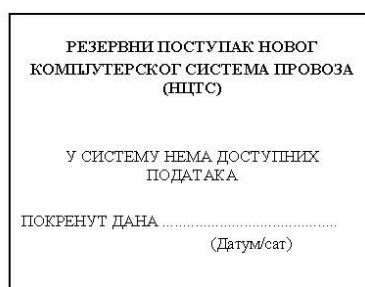 РЕЗЕРВНИ ПОСТУПАК НОВОГ
КОМПЈУТЕРСКОГ СИСТЕМА ПРОВОЗА
(НЦТС)
У СИСТЕМУ НЕМА ДОСТУПНИХ
ПОДАТАКА
ПОКРЕНУТ ДАНА ..........................................
(Датум/сат)